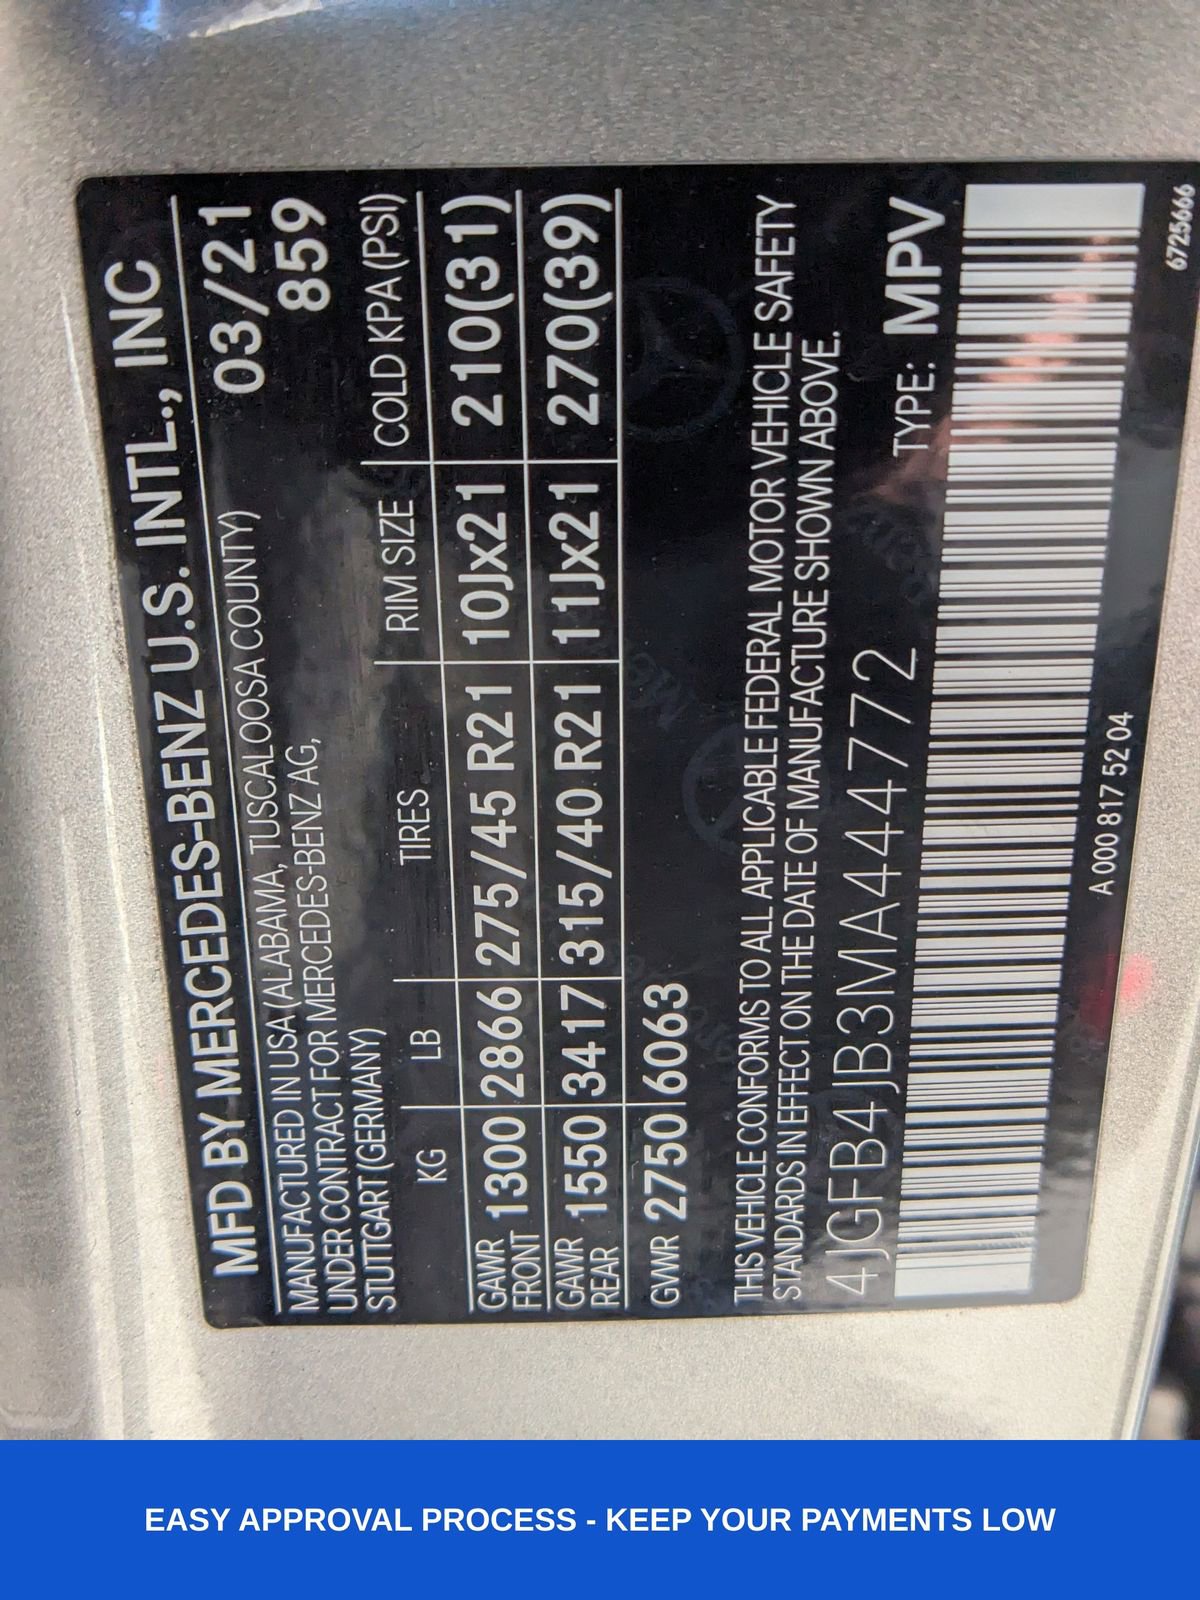 MFD BY MERCEDES-BENZ U.S. INTL., INC
MANUFACTURED IN USA (ALABAMA, TUSCALOOSA COUNTY) 03/21
UNDER CONTRACT FOR MERCEDES-BENZ AG, 859
STUTTGART (GERMANY)
KG LB TIRES RIM SIZE COLD KPA (PSI)
GAWR FRONT 1300 2866 275/45 R21 10Jx21 210(31)
GAWR REAR 1550 3417 315/40 R21 11Jx21 270(39)
GVWR 2750 6063
THIS VEHICLE CONFORMS TO ALL APPLICABLE FEDERAL MOTOR VEHICLE SAFETY
STANDARDS IN EFFECT ON THE DATE OF MANUFACTURE SHOWN ABOVE.
4JGFB4JB3MA444772 TYPE: MPV
A 000 817 52 04
6725666
EASY APPROVAL PROCESS - KEEP YOUR PAYMENTS LOW